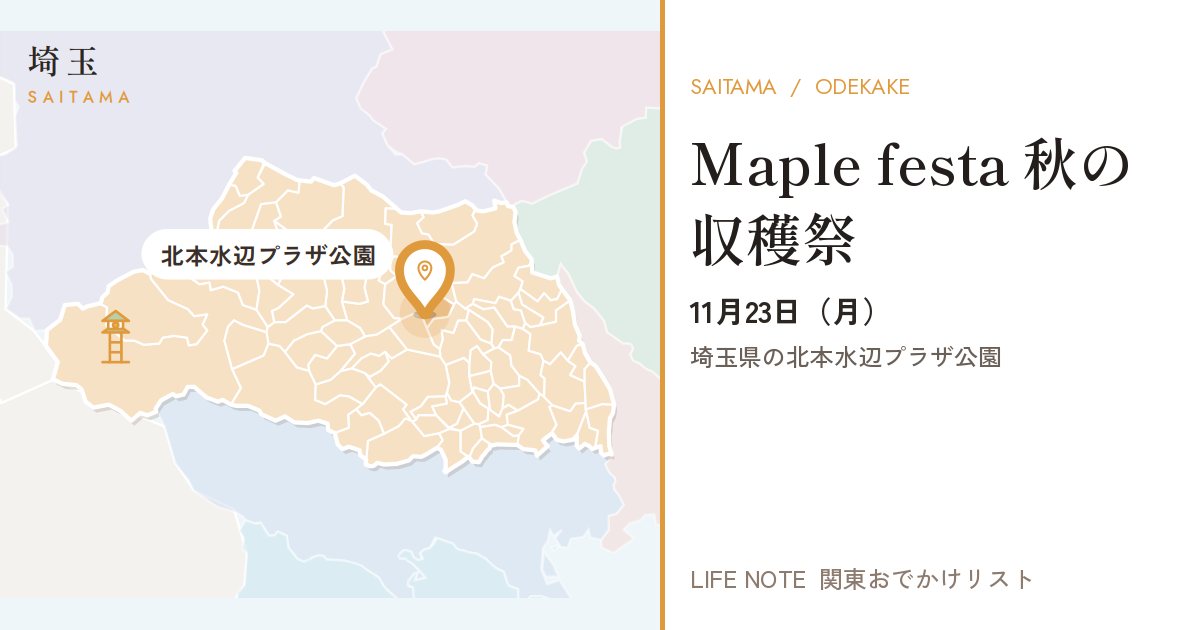 埼玉
SAITAMA
北本水辺プラザ公園
SAITAMA / ODEKAKE
Maple festa 秋の
収穫祭
11月23日（月）
埼玉県の北本水辺プラザ公園
LIFE NOTE 関東おでかけリスト